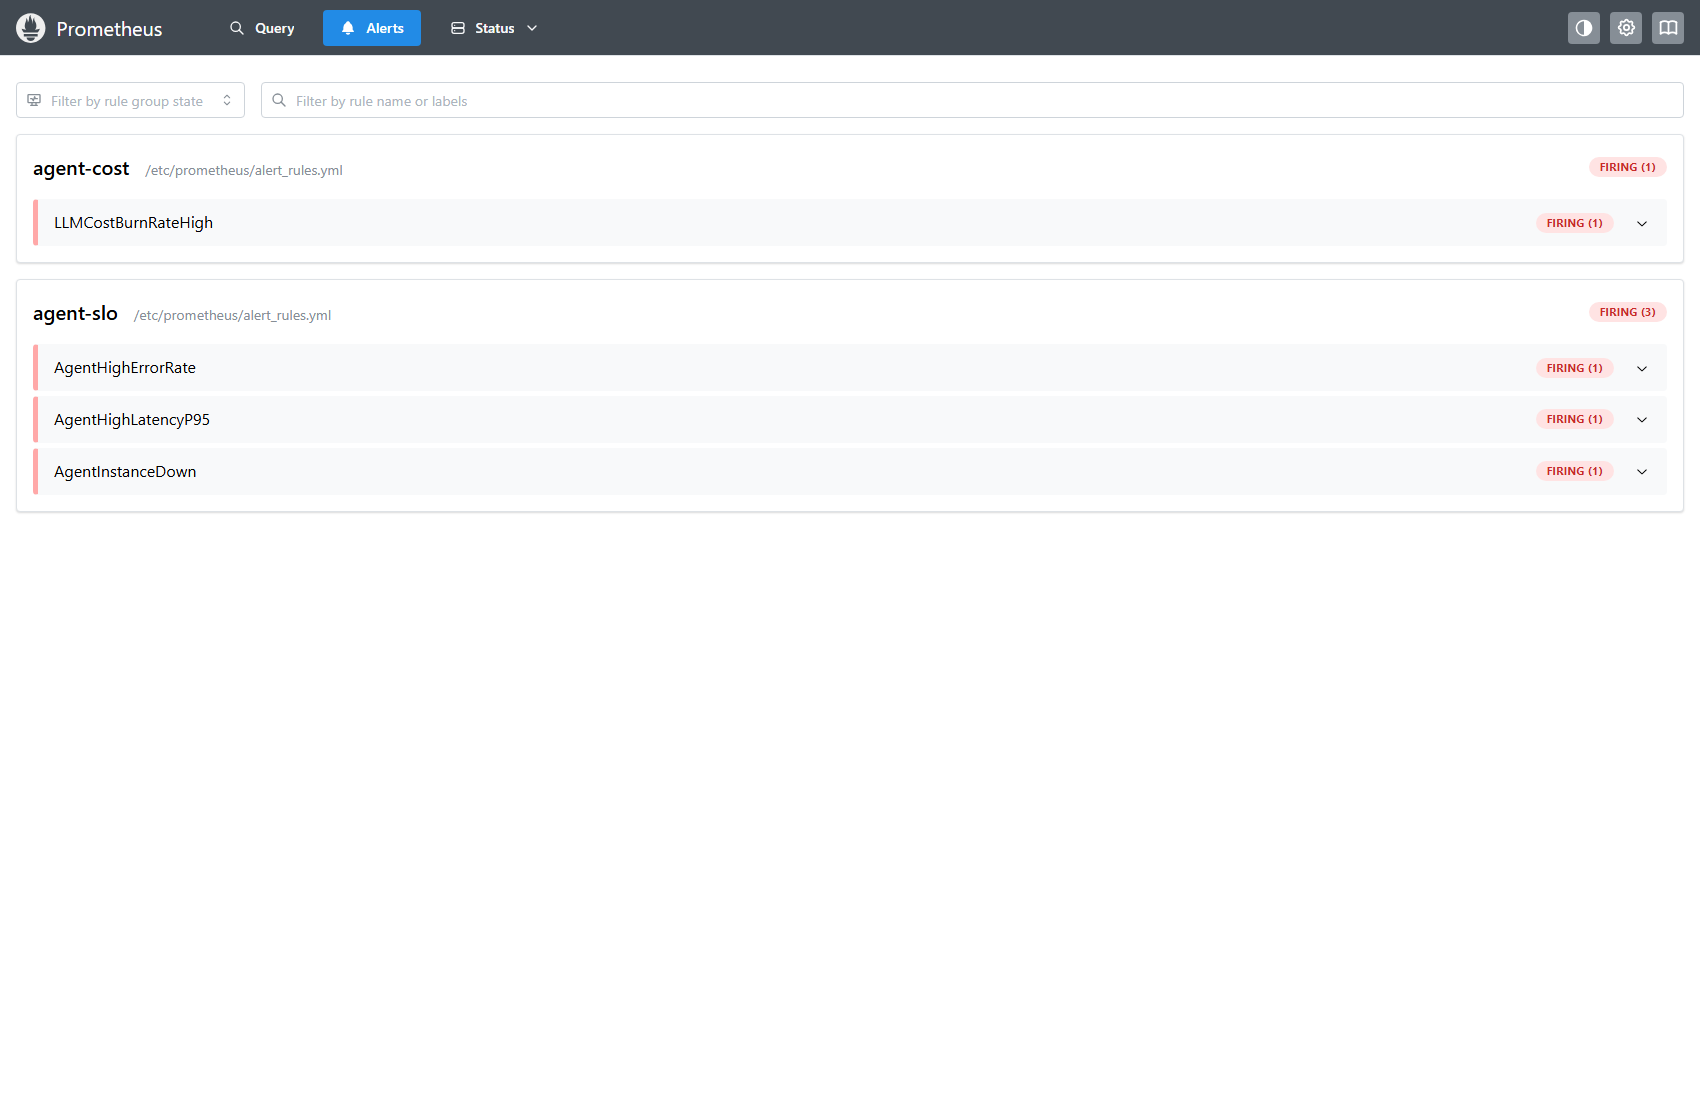 Prometheus Query Alerts Status
Filter by rule group state Filter by rule name or labels
agent-cost /etc/prometheus/alert_rules.yml FIRING (1)
LLMCostBurnRateHigh FIRING (1)
agent-slo /etc/prometheus/alert_rules.yml FIRING (3)
AgentHighErrorRate FIRING (1)
AgentHighLatencyP95 FIRING (1)
AgentInstanceDown FIRING (1)